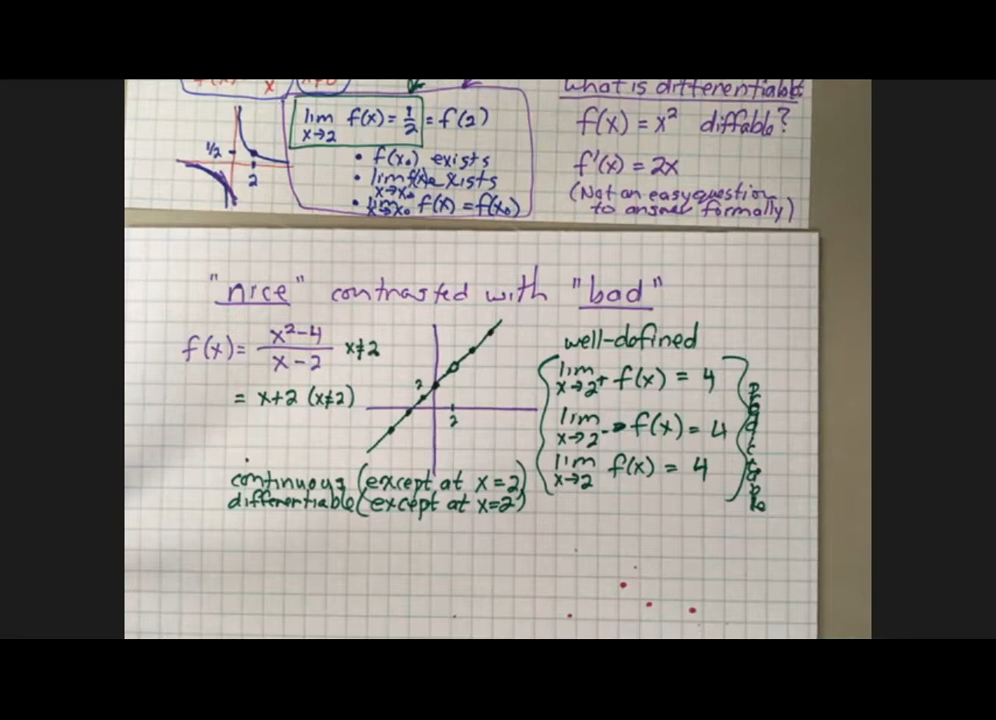 x
lim f(x) = 1/2 = f(2)
x→2
• f(x₀) exists
• lim f(x) exists
x→x₀
• lim f(x) = f(x₀)
x→x₀
1/2
2
What is differentiable
f(x) = x² diffable?
f'(x) = 2x
(Not an easy question
to answer formally)
"nice" contrasted with "bad"
f(x) = x²-4 / x-2 x≠2
= x+2 (x≠2)
2
2
continuous (except at x=2)
differentiable (except at x=2)
well-defined
lim f(x) = 4
x→2⁺
lim f(x) = 4
x→2⁻
lim f(x) = 4
x→2